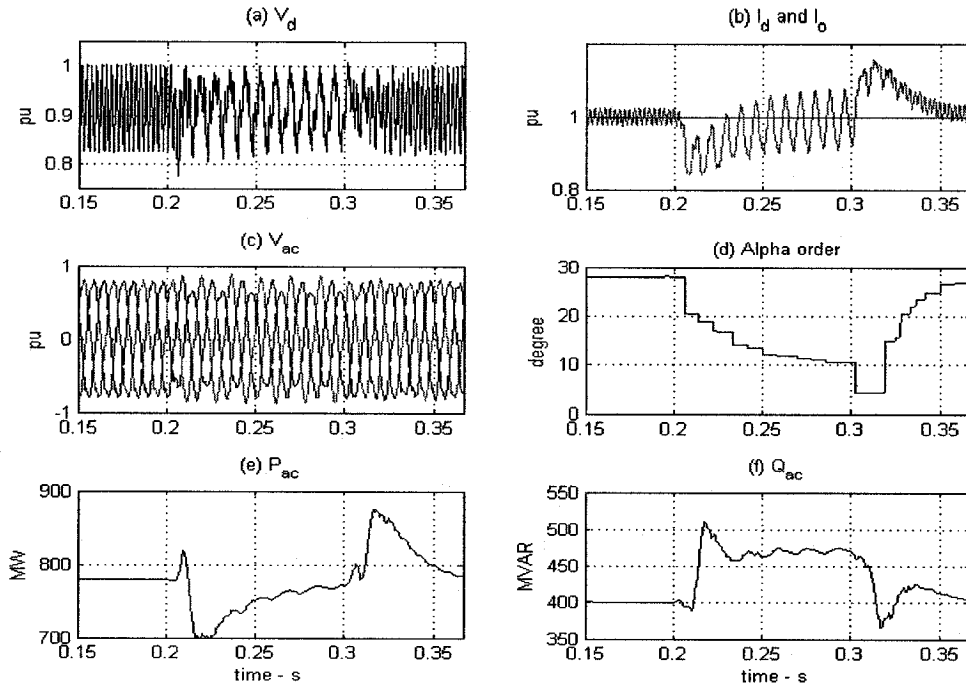 (a) V_d
pu
1
0.9
0.8
0.15 0.2 0.25 0.3 0.35
(b) I_d and I_o
pu
1
0.8
0.15 0.2 0.25 0.3 0.35
(c) V_ac
pu
1
0
-1
0.15 0.2 0.25 0.3 0.35
(d) Alpha order
degree
30
20
10
0
0.15 0.2 0.25 0.3 0.35
(e) P_ac
MW
900
800
700
0.15 0.2 0.25 0.3 0.35
time - s
(f) Q_ac
MVAR
550
500
450
400
350
0.15 0.2 0.25 0.3 0.35
time - s